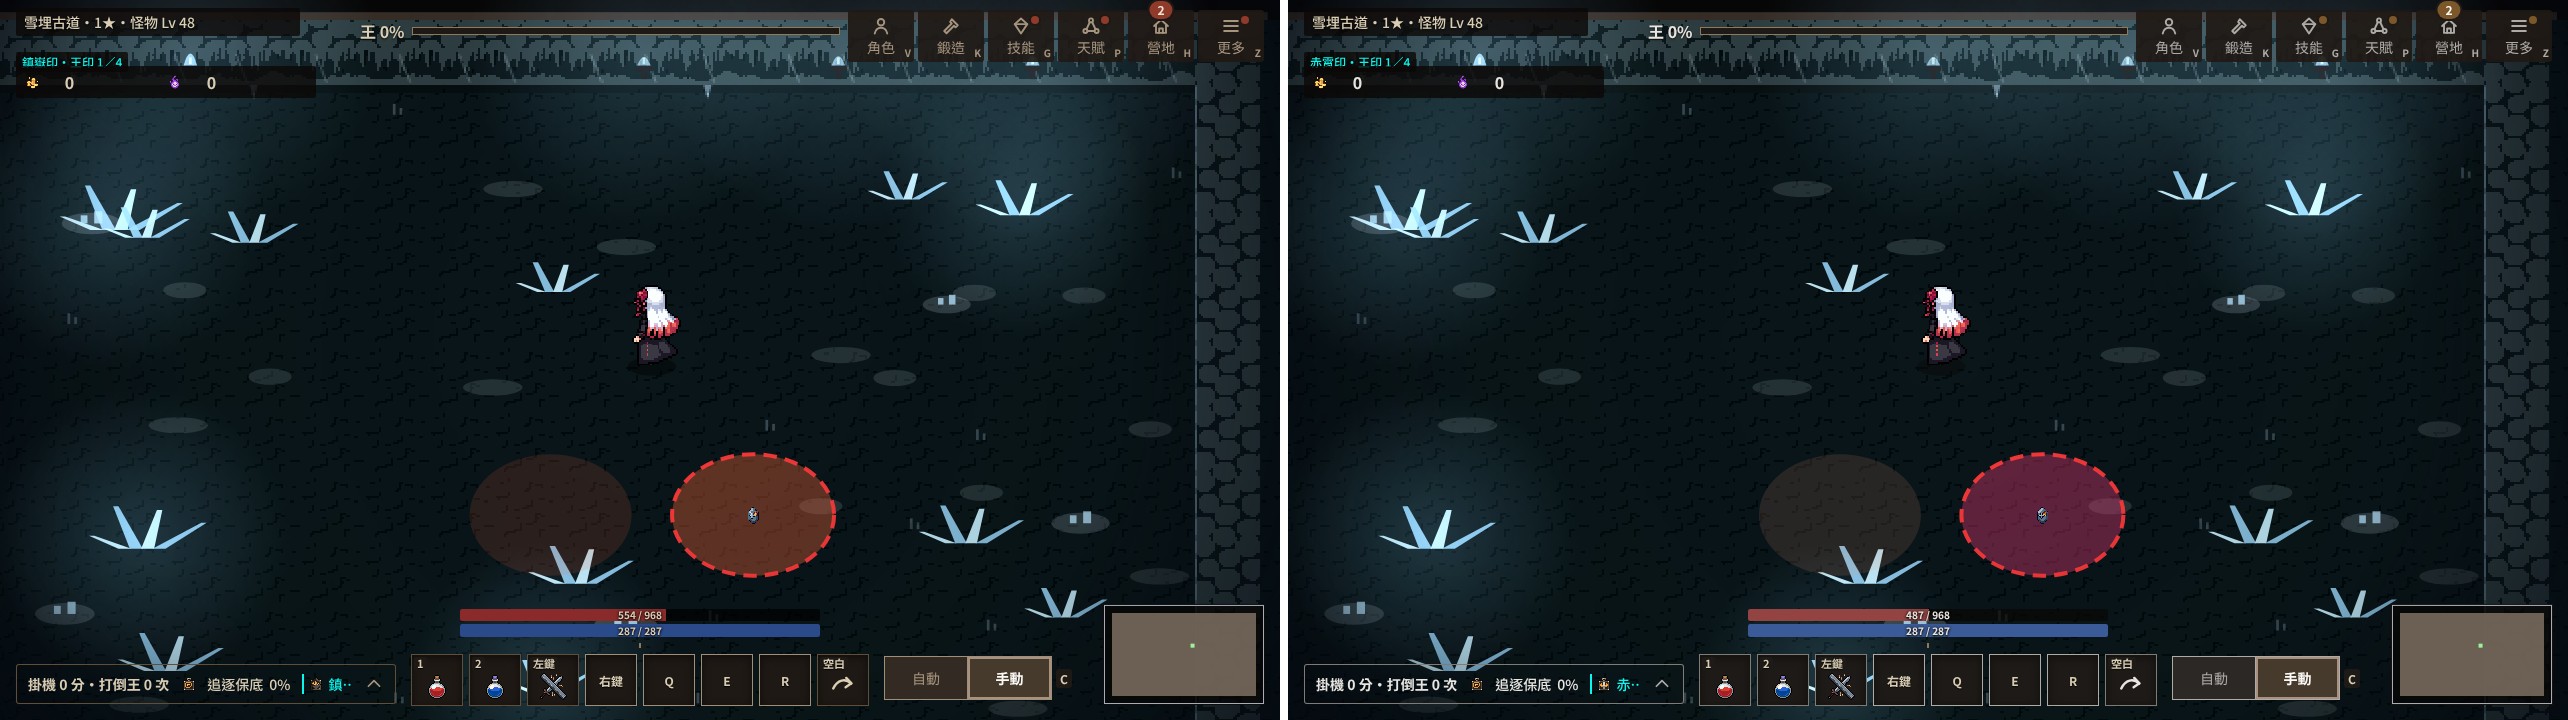 雪埋古道・1★・怪物 Lv 48
王 0%
角色 V
鍛造 K
技能 G
天賦 P
2
營地 H
更多 Z
鎮嶽印・王印 1／4
0
0
554 / 968
287 / 287
掛機 0 分・打倒王 0 次
追逐保底 0%
鎮··
1
2
左鍵
右鍵
Q
E
R
空白
自動
手動
C
雪埋古道・1★・怪物 Lv 48
王 0%
角色 V
鍛造 K
技能 G
天賦 P
2
營地 H
更多 Z
赤霄印・王印 1／4
0
0
487 / 968
287 / 287
掛機 0 分・打倒王 0 次
追逐保底 0%
赤··
1
2
左鍵
右鍵
Q
E
R
空白
自動
手動
C